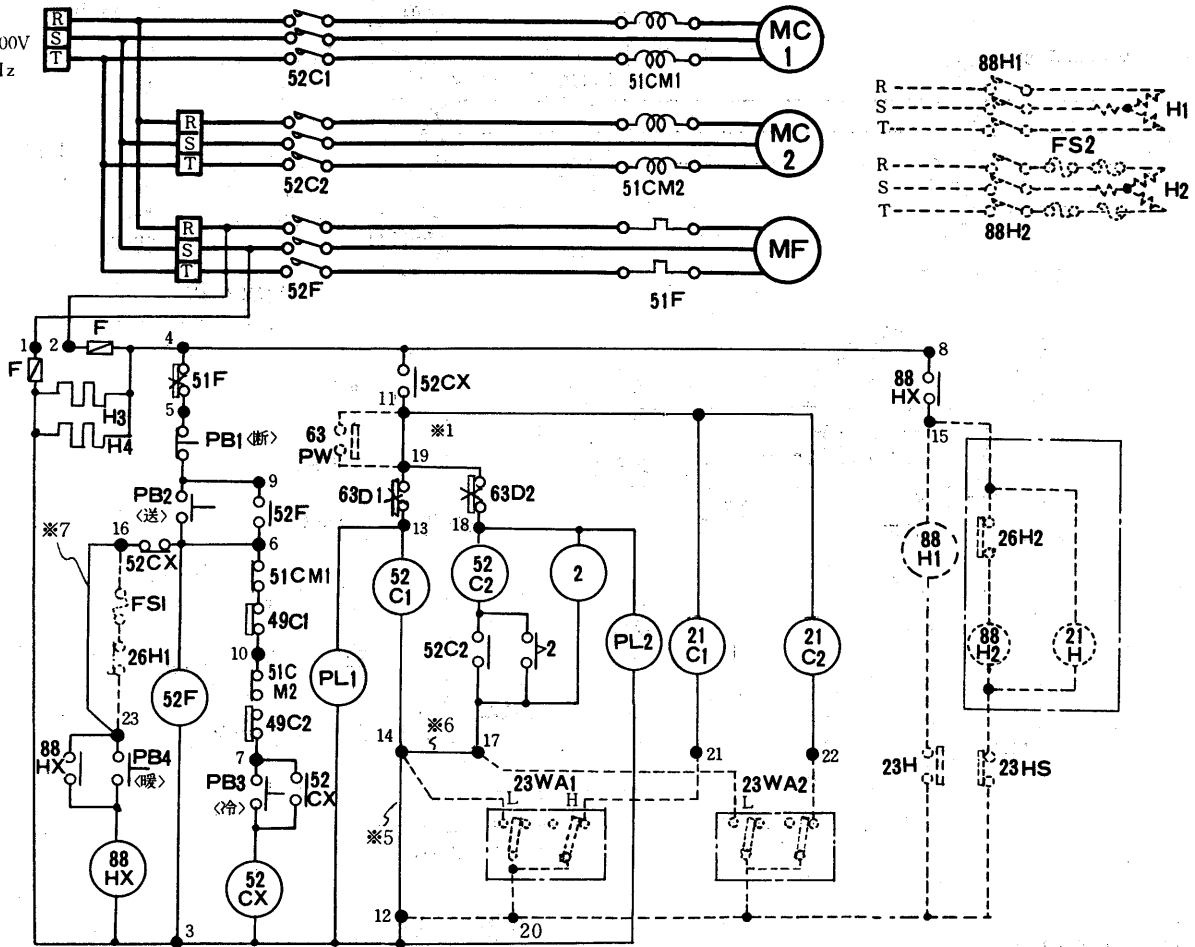 R
S
T
00V
Hz
52C1
51CM1
MC
1
R
S
T
52C2
51CM2
MC
2
R
S
T
52F
51F
MF
88H1
R
S
T
H1
FS2
R
S
T
H2
88H2
1
2
F
4
8
F
51F
52CX
88
HX
H3
H4
5
11
※1
15
PB1〈断〉
63
PW
19
9
63D1
63D2
PB2
〈送〉
52F
26H2
※7
16
6
13
18
52CX
51CM1
52
C1
52
C2
2
88
H1
FS1
49C1
26H1
10
52C2
2
PL2
21
C1
21
C2
88
H2
21
H
51C
M2
PL1
52F
49C2
23
14
※6
17
21
22
88
HX
PB4
〈暖〉
7
PB3
〈冷〉
52
CX
23WA1
L
H
23WA2
L
23H
23HS
※5
88
HX
52
CX
12
20
3